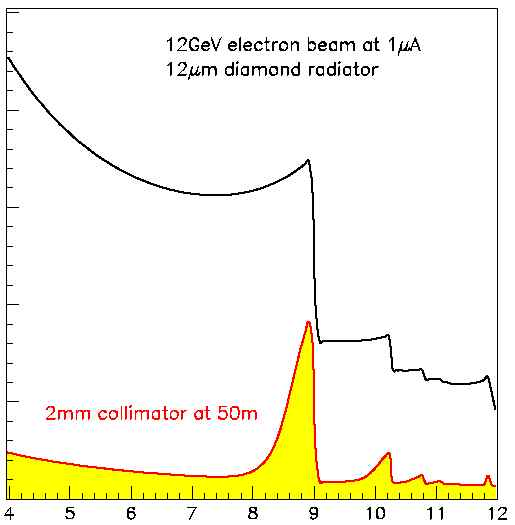 12GeV electron beam at 1μA
12μm diamond radiator
2mm collimator at 50m
4 5 6 7 8 9 10 11 12